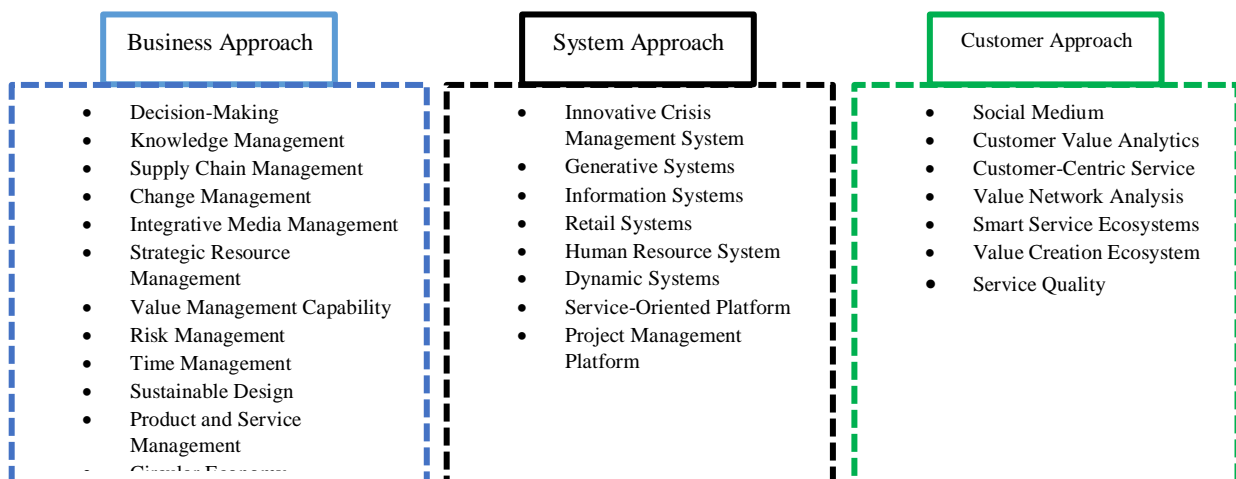 Business Approach
• Decision-Making
• Knowledge Management
• Supply Chain Management
• Change Management
• Integrative Media Management
• Strategic Resource
Management
• Value Management Capability
• Risk Management
• Time Management
• Sustainable Design
• Product and Service
Management
• Circular Economy
System Approach
• Innovative Crisis
Management System
• Generative Systems
• Information Systems
• Retail Systems
• Human Resource System
• Dynamic Systems
• Service-Oriented Platform
• Project Management
Platform
Customer Approach
• Social Medium
• Customer Value Analytics
• Customer-Centric Service
• Value Network Analysis
• Smart Service Ecosystems
• Value Creation Ecosystem
• Service Quality